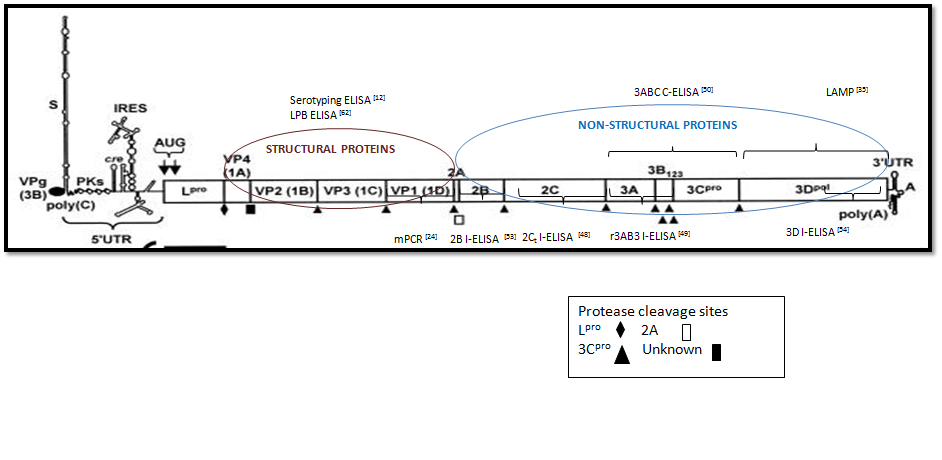 S
IRES
AUG
cre
VPg
(3B)
PKs
poly(C)
5'UTR
Serotyping ELISA [12]
LPB ELISA [62]
STRUCTURAL PROTEINS
3ABC C-ELISA [50]
LAMP [35]
NON-STRUCTURAL PROTEINS
VP4
(1A)
2A
3B123
3'UTR
Lpro
VP2 (1B)
VP3 (1C)
VP1 (1D)
2B
2C
3A
3Cpro
3Dpol
A
poly(A)
mPCR [24]
2B I-ELISA [53]
2Ct I-ELISA [48]
r3AB3 I-ELISA [49]
3D I-ELISA [54]
Protease cleavage sites
Lpro 2A
3Cpro Unknown